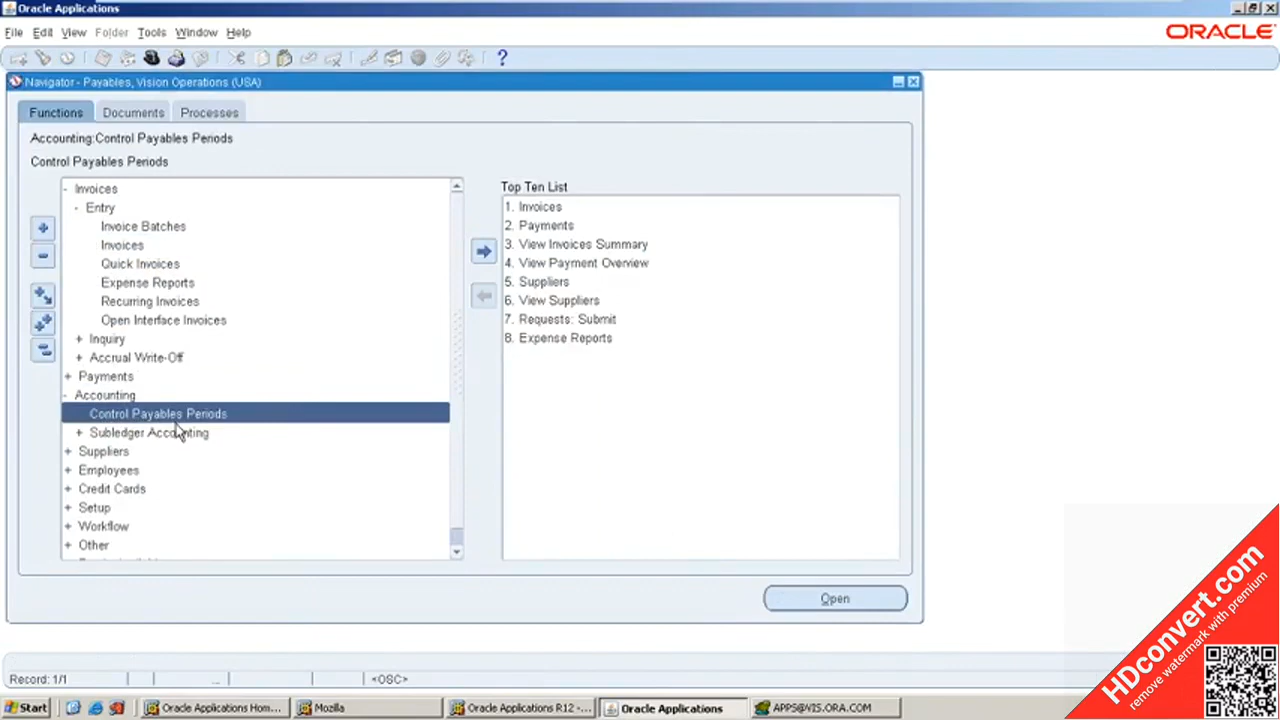 Oracle Applications
File Edit View Folder Tools Window Help
ORACLE
Navigator - Payables, Vision Operations (USA)
Functions Documents Processes
Accounting:Control Payables Periods
Control Payables Periods
- Invoices
- Entry
Invoice Batches
Invoices
Quick Invoices
Expense Reports
Recurring Invoices
Open Interface Invoices
+ Inquiry
+ Accrual Write-Off
+ Payments
- Accounting
Control Payables Periods
+ Subledger Accounting
+ Suppliers
+ Employees
+ Credit Cards
+ Setup
+ Workflow
+ Other
Top Ten List
1. Invoices
2. Payments
3. View Invoices Summary
4. View Payment Overview
5. Suppliers
6. View Suppliers
7. Requests: Submit
8. Expense Reports
Open
Record: 1/1 ... <OSC>
Start Oracle Applications Hom... Mozilla Oracle Applications R12 -... Oracle Applications APPS@VIS.ORA.COM
HDconvert.com
remove watermark with premium